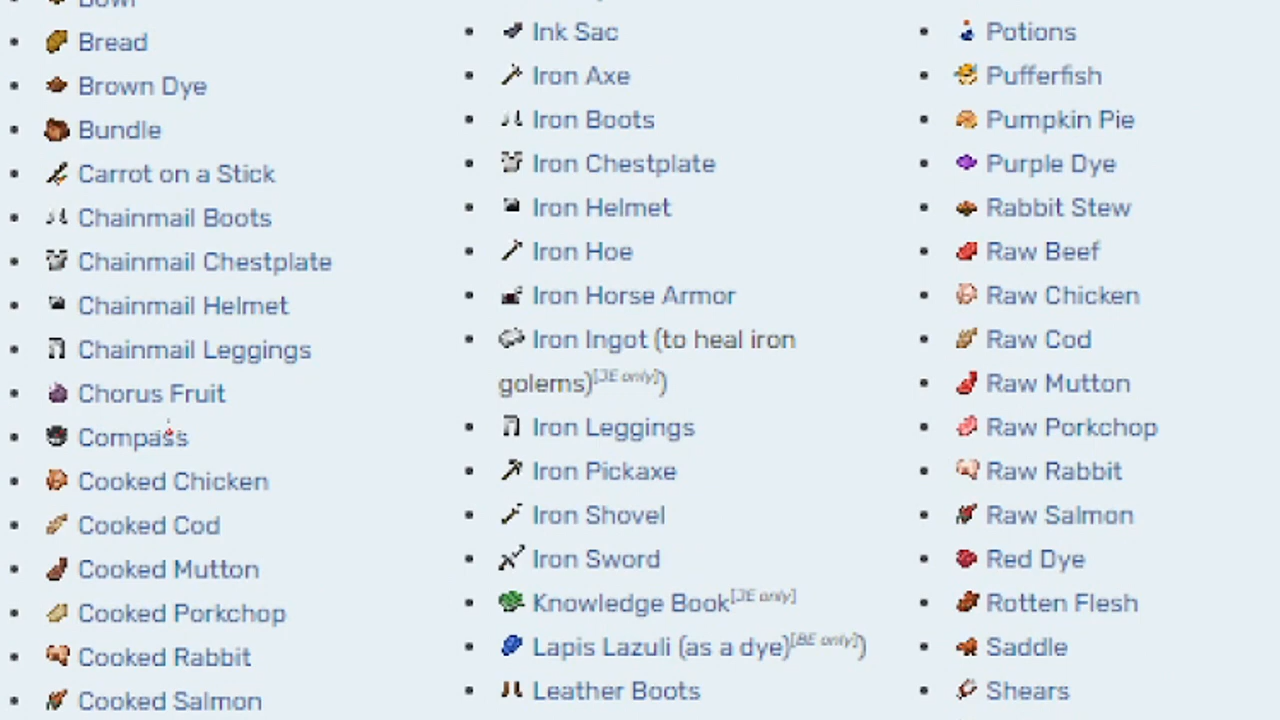 Bowl
Bread
Brown Dye
Bundle
Carrot on a Stick
Chainmail Boots
Chainmail Chestplate
Chainmail Helmet
Chainmail Leggings
Chorus Fruit
Compass
Cooked Chicken
Cooked Cod
Cooked Mutton
Cooked Porkchop
Cooked Rabbit
Cooked Salmon
Ink Sac
Iron Axe
Iron Boots
Iron Chestplate
Iron Helmet
Iron Hoe
Iron Horse Armor
Iron Ingot (to heal iron
golems)[JE only])
Iron Leggings
Iron Pickaxe
Iron Shovel
Iron Sword
Knowledge Book[JE only]
Lapis Lazuli (as a dye)[BE only])
Leather Boots
Potions
Pufferfish
Pumpkin Pie
Purple Dye
Rabbit Stew
Raw Beef
Raw Chicken
Raw Cod
Raw Mutton
Raw Porkchop
Raw Rabbit
Raw Salmon
Red Dye
Rotten Flesh
Saddle
Shears